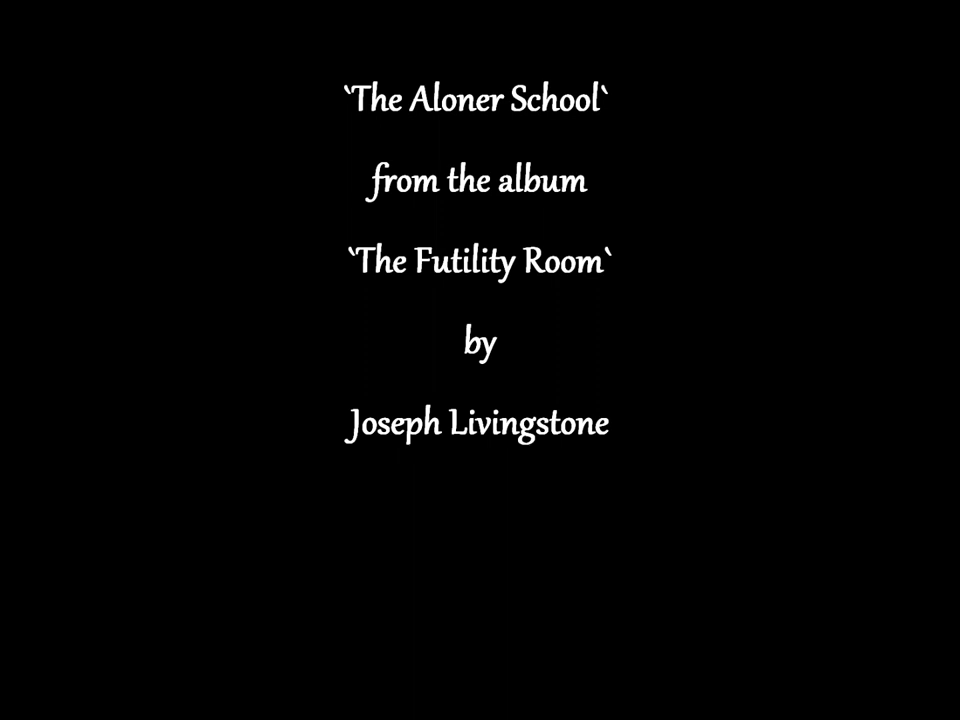 `The Aloner School`
from the album
`The Futility Room`
by
Joseph Livingstone